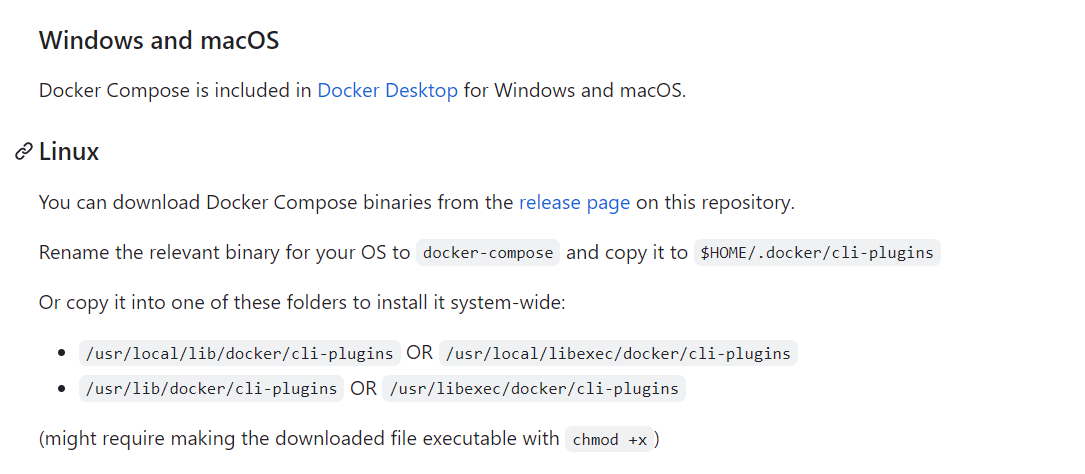 Windows and macOS
Docker Compose is included in Docker Desktop for Windows and macOS.
Linux
You can download Docker Compose binaries from the release page on this repository.
Rename the relevant binary for your OS to docker-compose and copy it to $HOME/.docker/cli-plugins
Or copy it into one of these folders to install it system-wide:
• /usr/local/lib/docker/cli-plugins OR /usr/local/libexec/docker/cli-plugins
• /usr/lib/docker/cli-plugins OR /usr/libexec/docker/cli-plugins
(might require making the downloaded file executable with chmod +x)